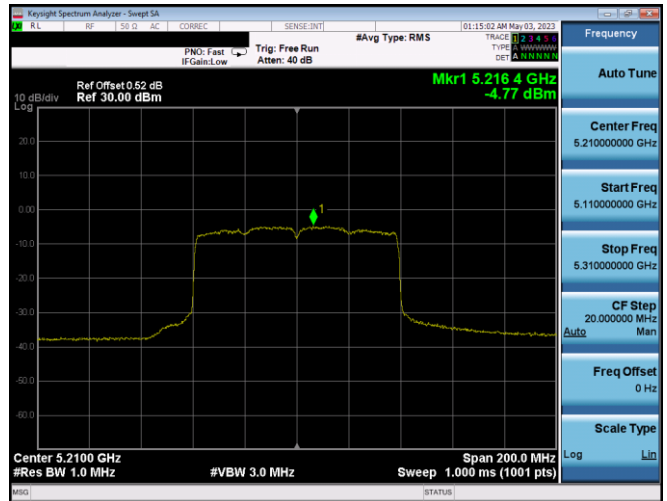 Keysight Spectrum Analyzer - Swept SA
RL RF 50 Ω AC CORREC SENSE:INT 01:15:02 AM May 03, 2023
#Avg Type: RMS
TRACE 1 2 3 4 5 6
TYPE A WWWWW
DET A N N N N N
PNO: Fast
IFGain:Low
Trig: Free Run
Atten: 40 dB
Mkr1 5.216 4 GHz
-4.77 dBm
Ref Offset 0.52 dB
10 dB/div Ref 30.00 dBm
Log
20.0
10.0
0.00
-10.0
-20.0
-30.0
-40.0
-50.0
-60.0
1
Center 5.2100 GHz
Span 200.0 MHz
#Res BW 1.0 MHz
#VBW 3.0 MHz
Sweep 1.000 ms (1001 pts)
MSG
STATUS
Frequency
Auto Tune
Center Freq
5.210000000 GHz
Start Freq
5.110000000 GHz
Stop Freq
5.310000000 GHz
CF Step
20.000000 MHz
Auto Man
Freq Offset
0 Hz
Scale Type
Log Lin